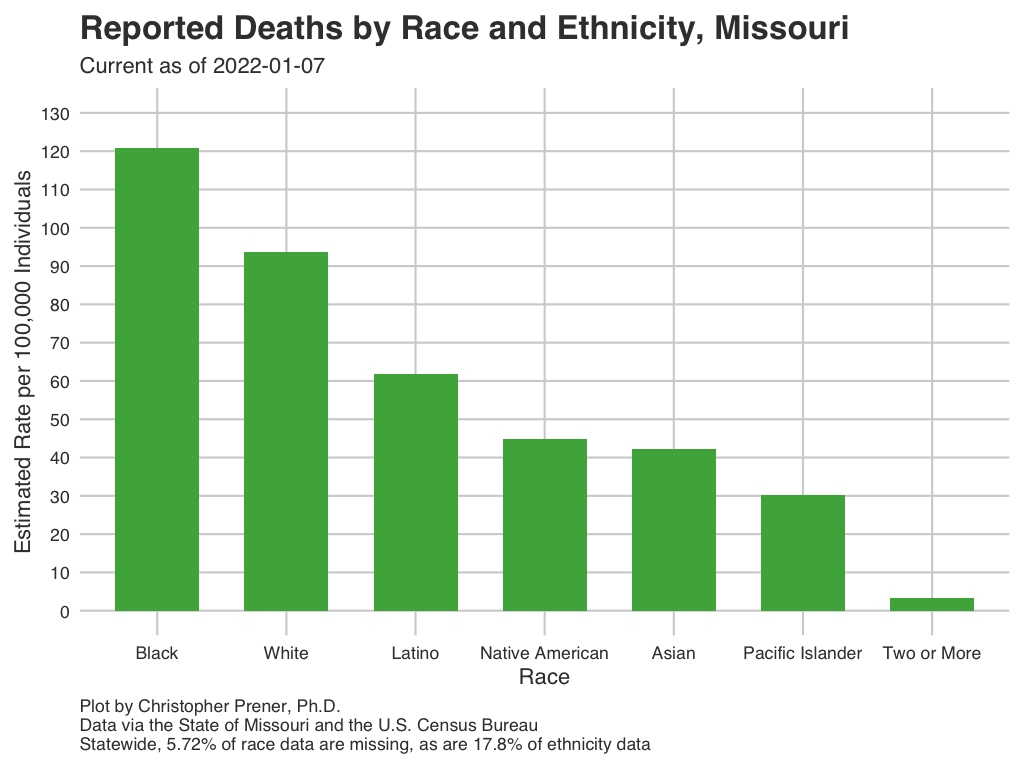 Reported Deaths by Race and Ethnicity, Missouri
Current as of 2022-01-07
Estimated Rate per 100,000 Individuals
130
120
110
100
90
80
70
60
50
40
30
20
10
0
Black White Latino Native American Asian Pacific Islander Two or More
Race
Plot by Christopher Prener, Ph.D.
Data via the State of Missouri and the U.S. Census Bureau
Statewide, 5.72% of race data are missing, as are 17.8% of ethnicity data